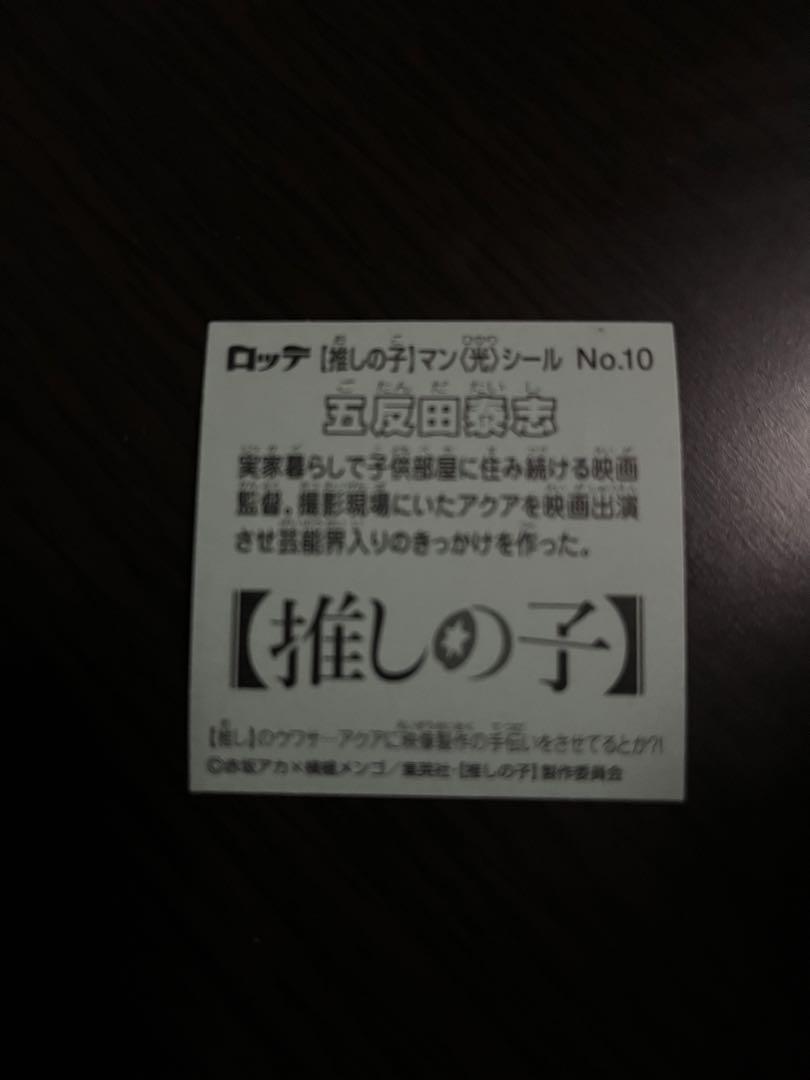 ロッテ 【推しの子】マン〈光〉シール No.10
五反田泰志
実家暮らしで子供部屋に住み続ける映画
監督。撮影現場にいたアクアを映画出演
させ芸能界入りのきっかけを作った。
【推しの子】
【推し】のウワサ…アクアに映像製作の手伝いをさせてるとか?!
©赤坂アカ×横槍メンゴ／集英社・【推しの子】製作委員会